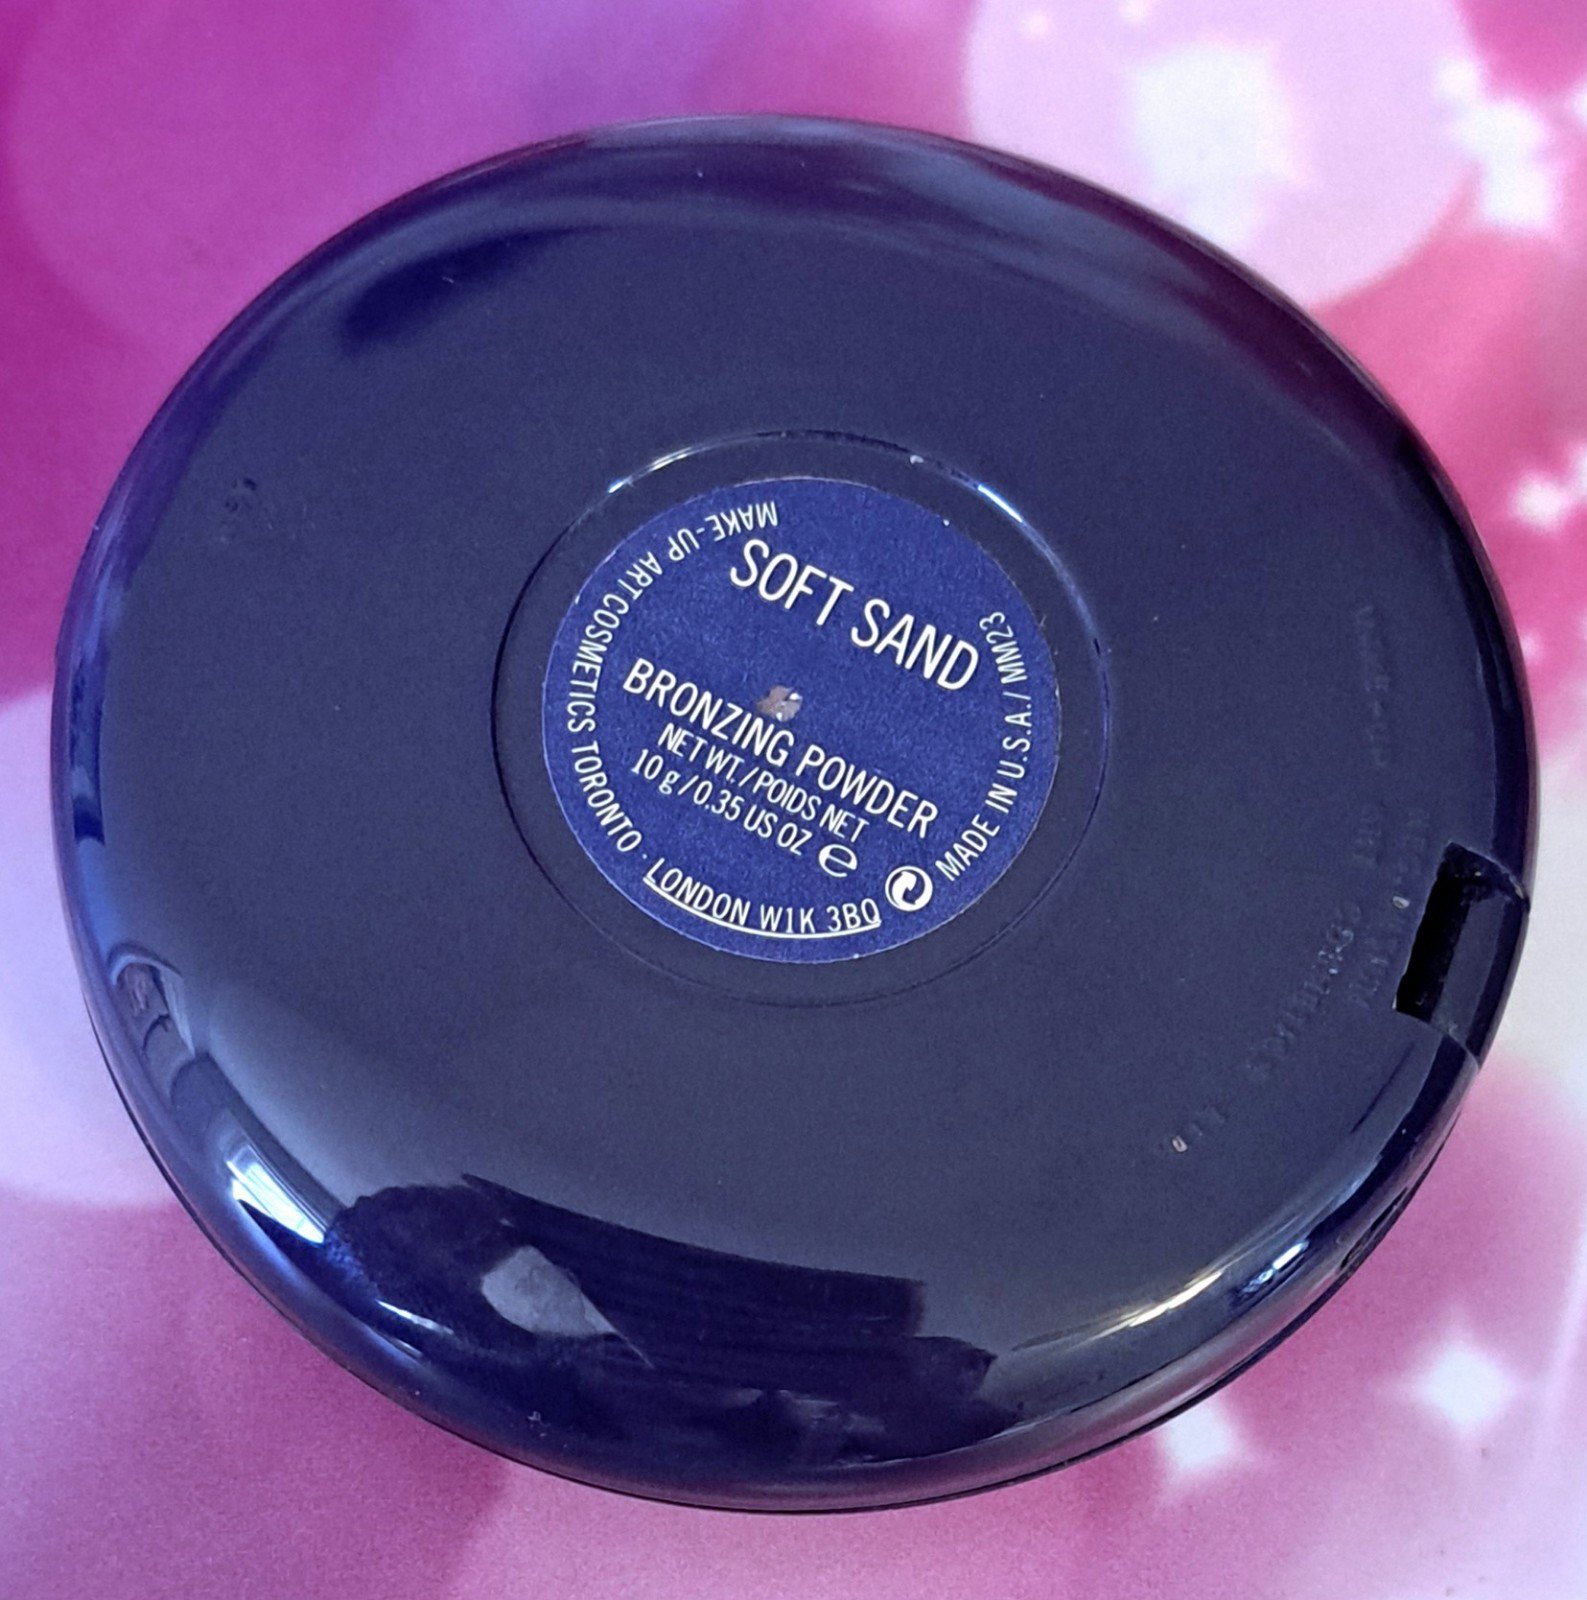 SOFT SAND
BRONZING POWDER
NET WT./POIDS NET
10 g/0.35 US OZ e
MAKE-UP ART COSMETICS TORONTO · LONDON W1K 3BQ
MADE IN U.S.A./MM23